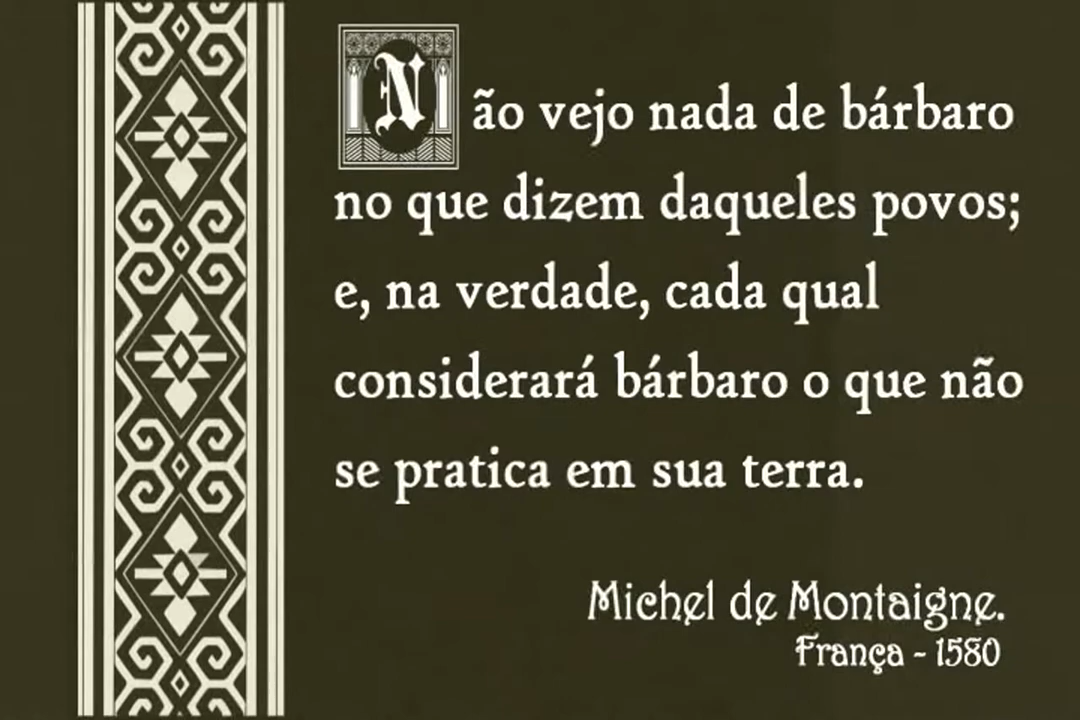 Não vejo nada de bárbaro
no que dizem daqueles povos;
e, na verdade, cada qual
considerará bárbaro o que não
se pratica em sua terra.
Michel de Montaigne.
França - 1580